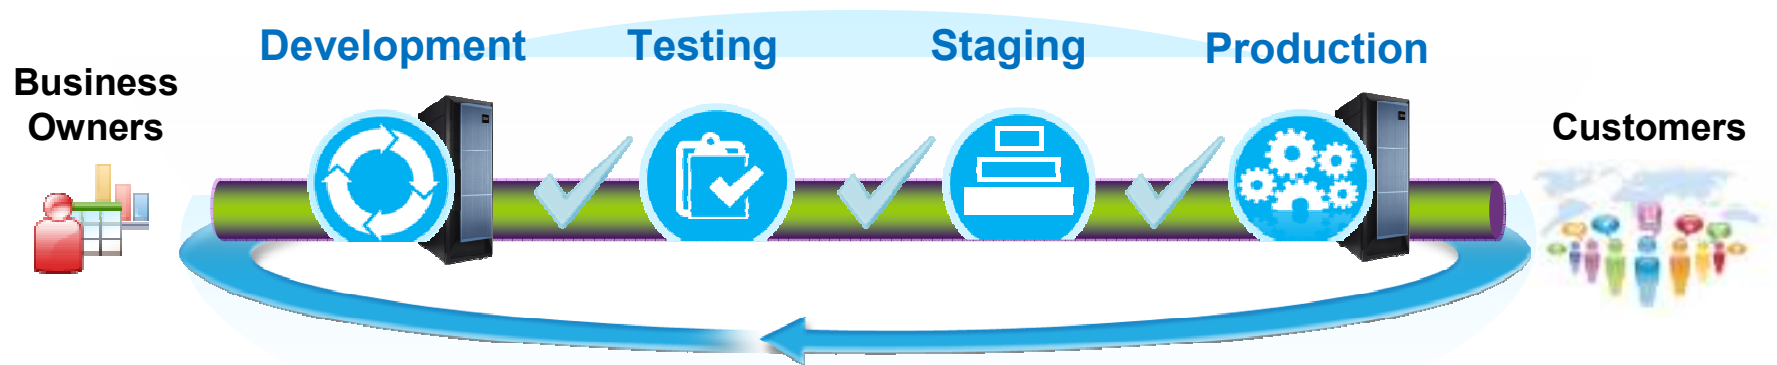 Development
Testing
Staging
Production
Business
Owners
Customers